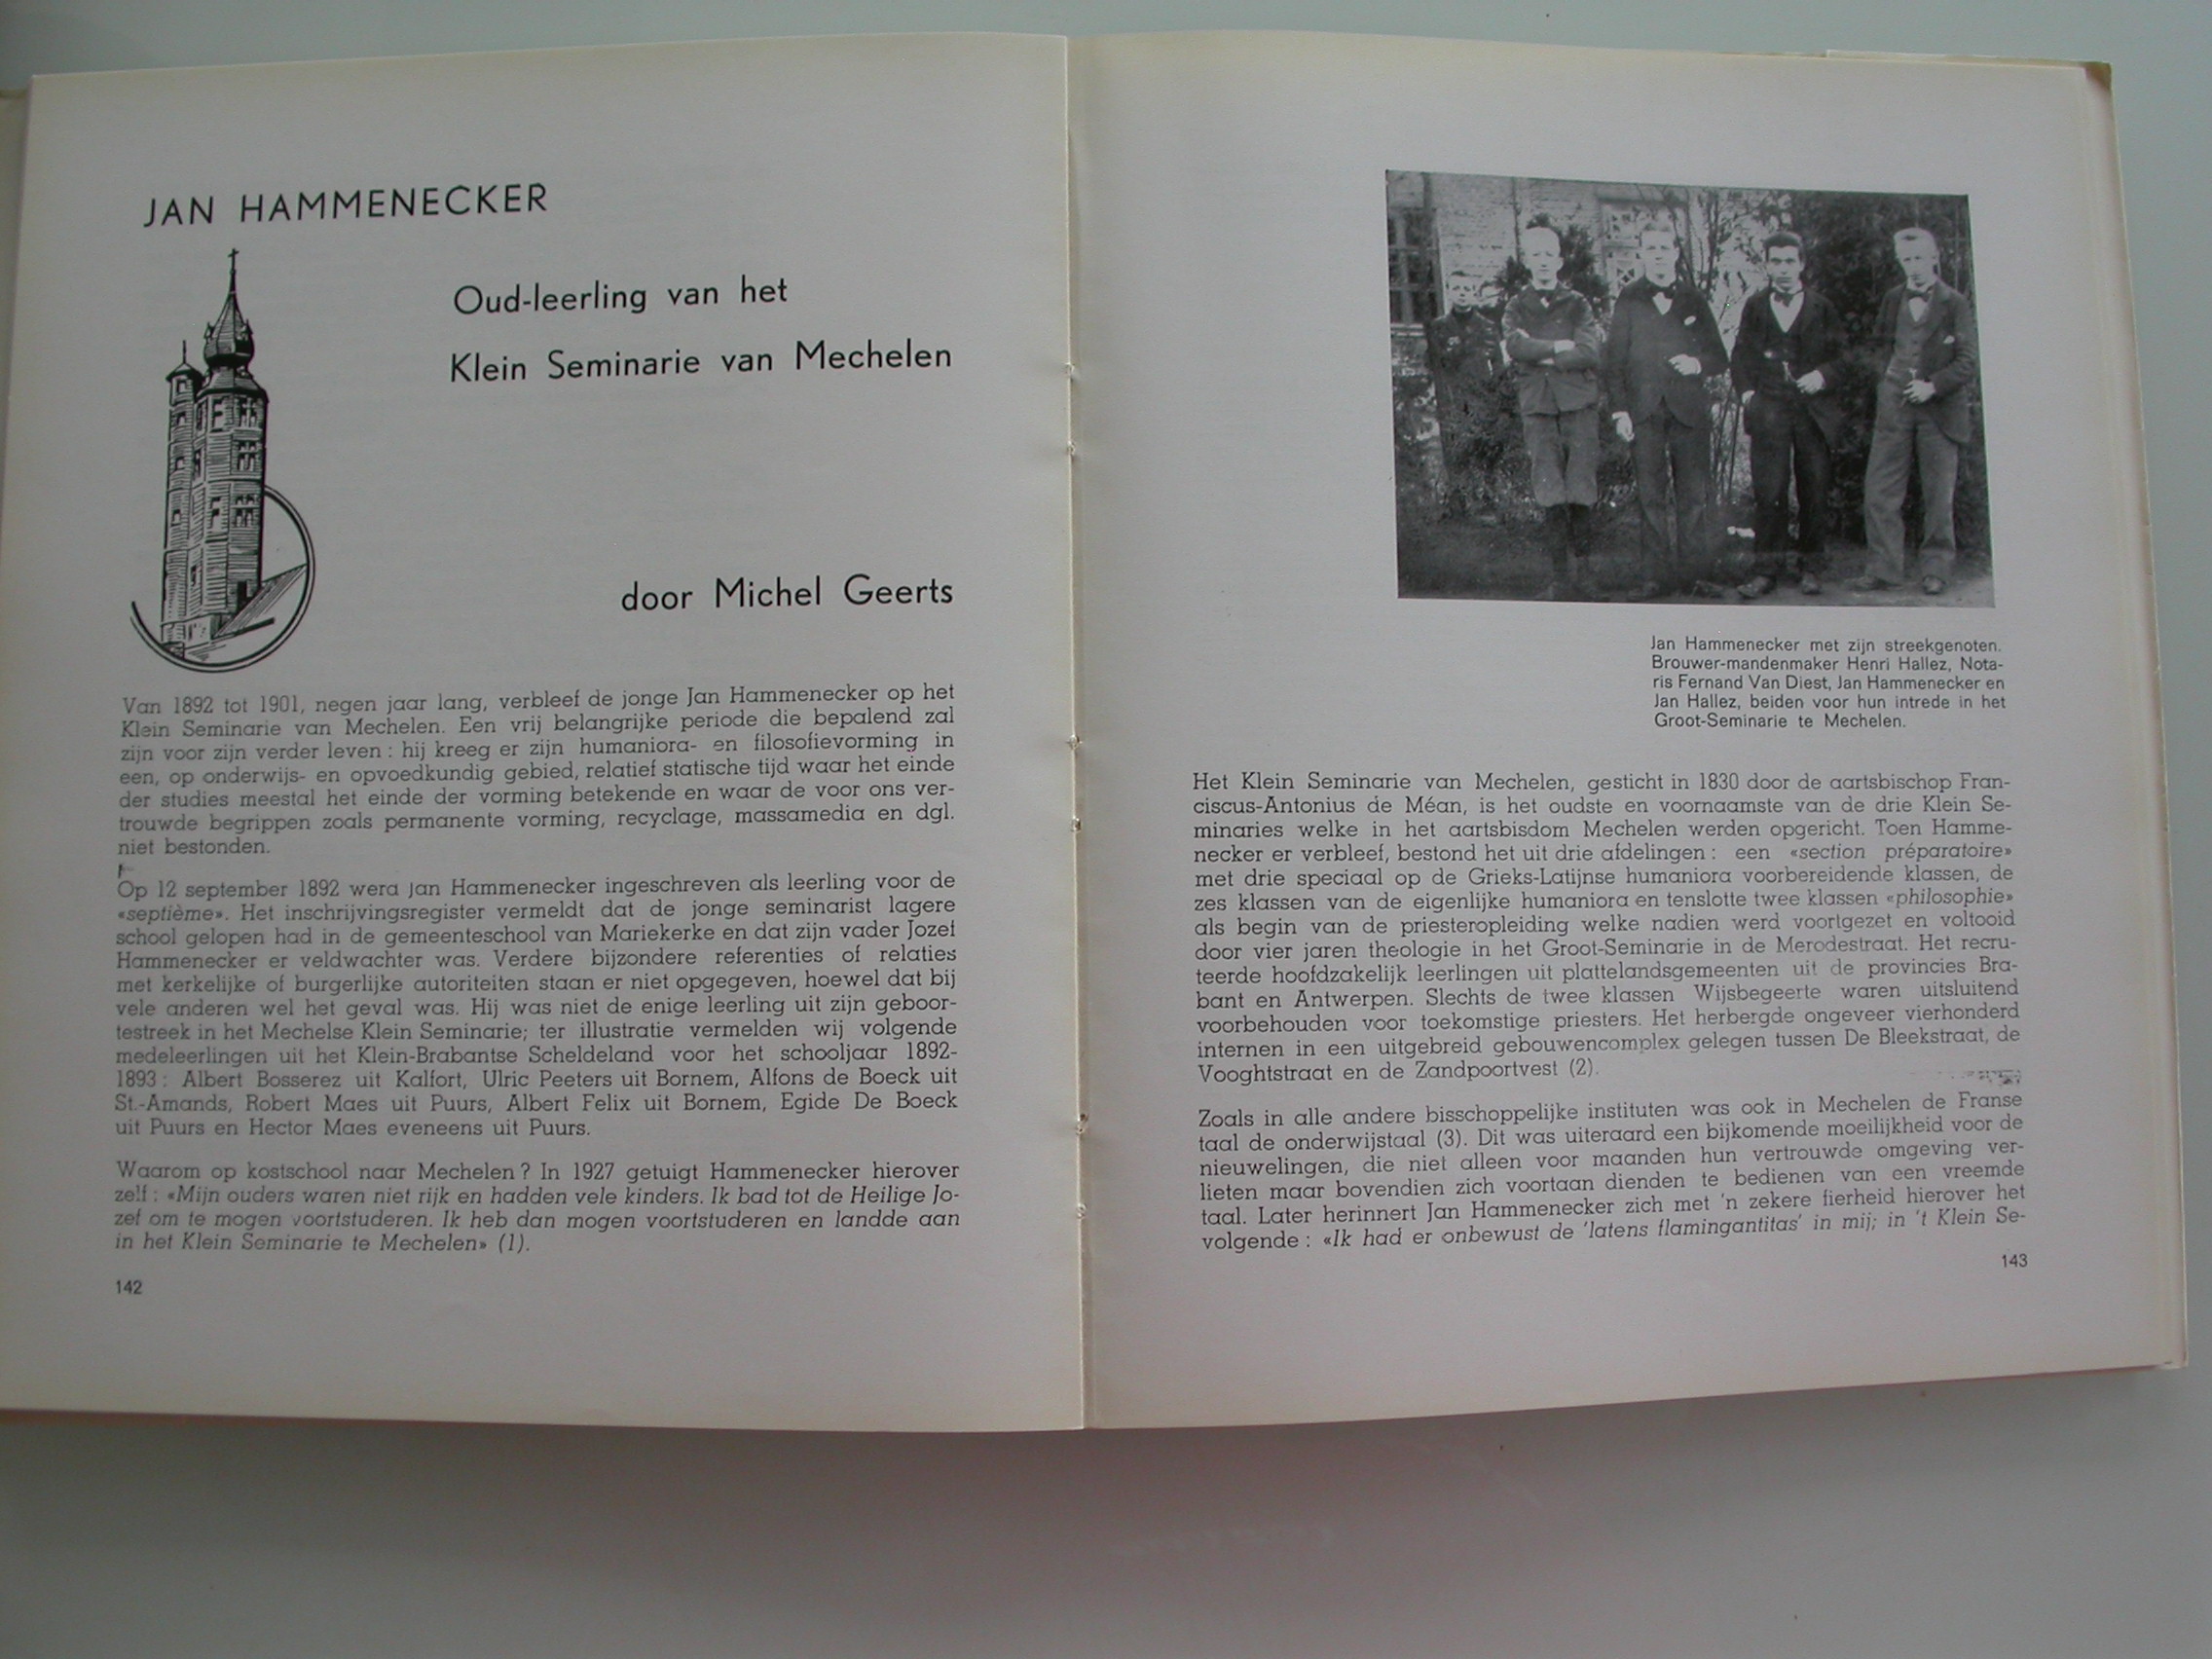 JAN HAMMENECKER
Oud-leerling van het
Klein Seminarie van Mechelen
door Michel Geerts
Van 1892 tot 1901, negen jaar lang, verbleef de jonge Jan Hammenecker op het
Klein Seminarie van Mechelen. Een vrij belangrijke periode die bepalend zal
zijn voor zijn verder leven : hij kreeg er zijn humaniora- en filosofievorming in
een, op onderwijs- en opvoedkundig gebied, relatief statische tijd waar het einde
der studies meestal het einde der vorming betekende en waar de voor ons ver-
trouwde begrippen zoals permanente vorming, recyclage, massamedia en dgl.
niet bestonden.
Op 12 september 1892 werd Jan Hammenecker ingeschreven als leerling voor de
«septième». Het inschrijvingsregister vermeldt dat de jonge seminarist lagere
school gelopen had in de gemeenteschool van Mariekerke en dat zijn vader Jozef
Hammenecker er veldwachter was. Verdere bijzondere referenties of relaties
met kerkelijke of burgerlijke autoriteiten staan er niet opgegeven, hoewel dat bij
vele anderen wel het geval was. Hij was niet de enige leerling uit zijn geboor-
testreek in het Mechelse Klein Seminarie; ter illustratie vermelden wij volgende
medeleerlingen uit het Klein-Brabantse Scheldeland voor het schooljaar 1892-
1893 : Albert Bosserez uit Kalfort, Ulric Peeters uit Bornem, Alfons de Boeck uit
St.-Amands, Robert Maes uit Puurs, Albert Felix uit Bornem, Egide De Boeck
uit Puurs en Hector Maes eveneens uit Puurs.
Waarom op kostschool naar Mechelen ? In 1927 getuigt Hammenecker hierover
zelf : «Mijn ouders waren niet rijk en hadden vele kinders. Ik bad tot de Heilige Jo-
zef om te mogen voortstuderen. Ik heb dan mogen voortstuderen en landde aan
in het Klein Seminarie te Mechelen» (1).
142
Jan Hammenecker met zijn streekgenoten.
Brouwer-mandenmaker Henri Hallez, Nota-
ris Fernand Van Diest, Jan Hammenecker en
Jan Hallez, beiden voor hun intrede in het
Groot-Seminarie te Mechelen.
Het Klein Seminarie van Mechelen, gesticht in 1830 door de aartsbischop Fran-
ciscus-Antonius de Méan, is het oudste en voornaamste van de drie Klein Se-
minaries welke in het aartsbisdom Mechelen werden opgericht. Toen Hamme-
necker er verbleef, bestond het uit drie afdelingen : een «section préparatoire»
met drie speciaal op de Grieks-Latijnse humaniora voorbereidende klassen, de
zes klassen van de eigenlijke humaniora en tenslotte twee klassen «philosophie»
als begin van de priesteropleiding welke nadien werd voortgezet en voltooid
door vier jaren theologie in het Groot-Seminarie in de Merodestraat. Het recru-
teerde hoofdzakelijk leerlingen uit plattelandsgemeenten uit de provincies Bra-
bant en Antwerpen. Slechts de twee klassen Wijsbegeerte waren uitsluitend
voorbehouden voor toekomstige priesters. Het herbergde ongeveer vierhonderd
internen in een uitgebreid gebouwencomplex gelegen tussen De Bleekstraat, de
Vooghtstraat en de Zandpoortvest (2).
Zoals in alle andere bisschoppelijke instituten was ook in Mechelen de Franse
taal de onderwijstaal (3). Dit was uiteraard een bijkomende moeilijkheid voor de
nieuwelingen, die niet alleen voor maanden hun vertrouwde omgeving ver-
lieten maar bovendien zich voortaan dienden te bedienen van een vreemde
taal. Later herinnert Jan Hammenecker zich met 'n zekere fierheid hierover het
volgende : «Ik had er onbewust de 'latens flamingantitas' in mij; in 't Klein Se-
143